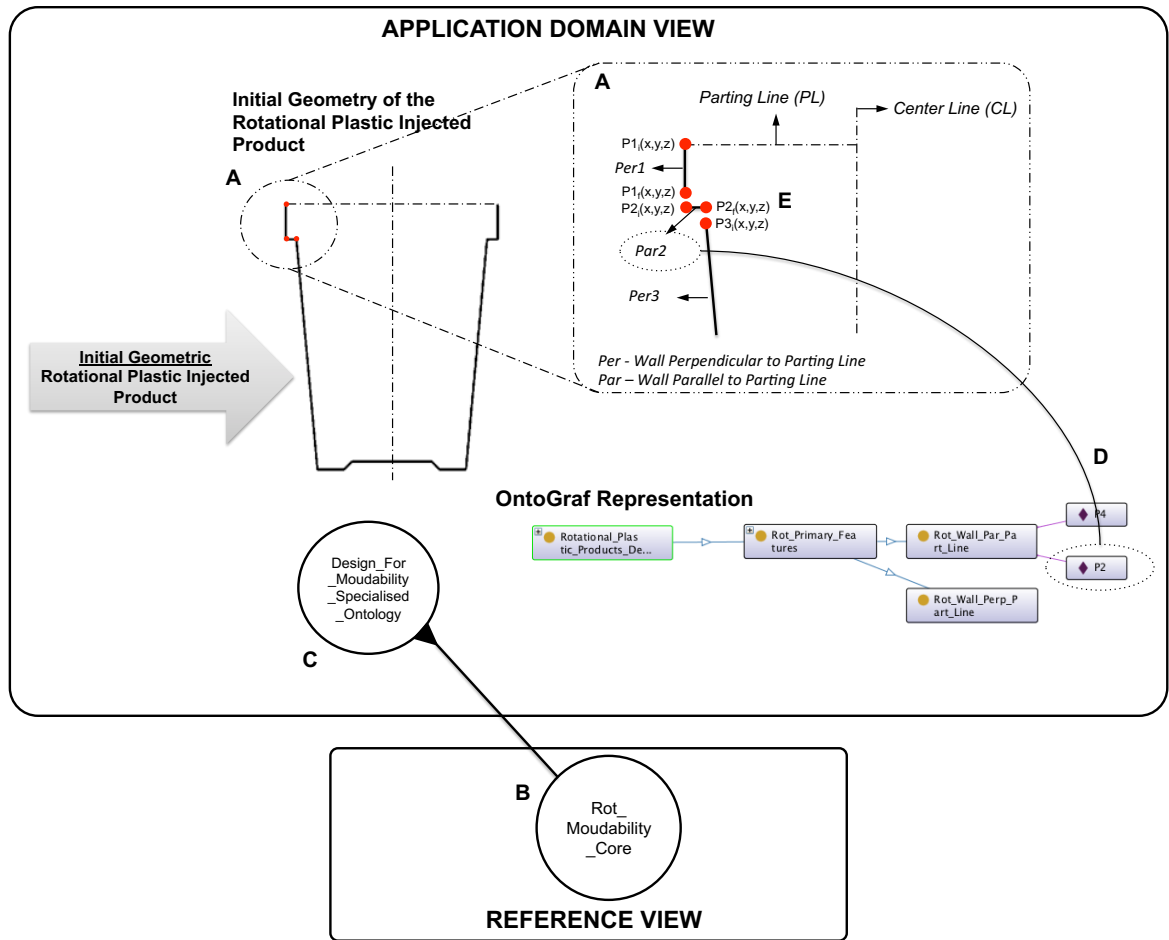 APPLICATION DOMAIN VIEW
Initial Geometry of the
Rotational Plastic Injected
Product
A
A
Parting Line (PL)
Center Line (CL)
P1i(x,y,z)
Per1
P1f(x,y,z)
P2i(x,y,z)
P2f(x,y,z)
E
P3i(x,y,z)
Par2
Per3
Per - Wall Perpendicular to Parting Line
Par – Wall Parallel to Parting Line
Initial Geometric
Rotational Plastic Injected
Product
D
OntoGraf Representation
Rotational_Plas
tic_Products_De...
Rot_Primary_Fea
tures
Rot_Wall_Par_Pa
rt_Line
P4
P2
Rot_Wall_Perp_P
art_Line
Design_For
_Moudability
_Specialised
_Ontology
C
B
Rot_
Moudability
_Core
REFERENCE VIEW